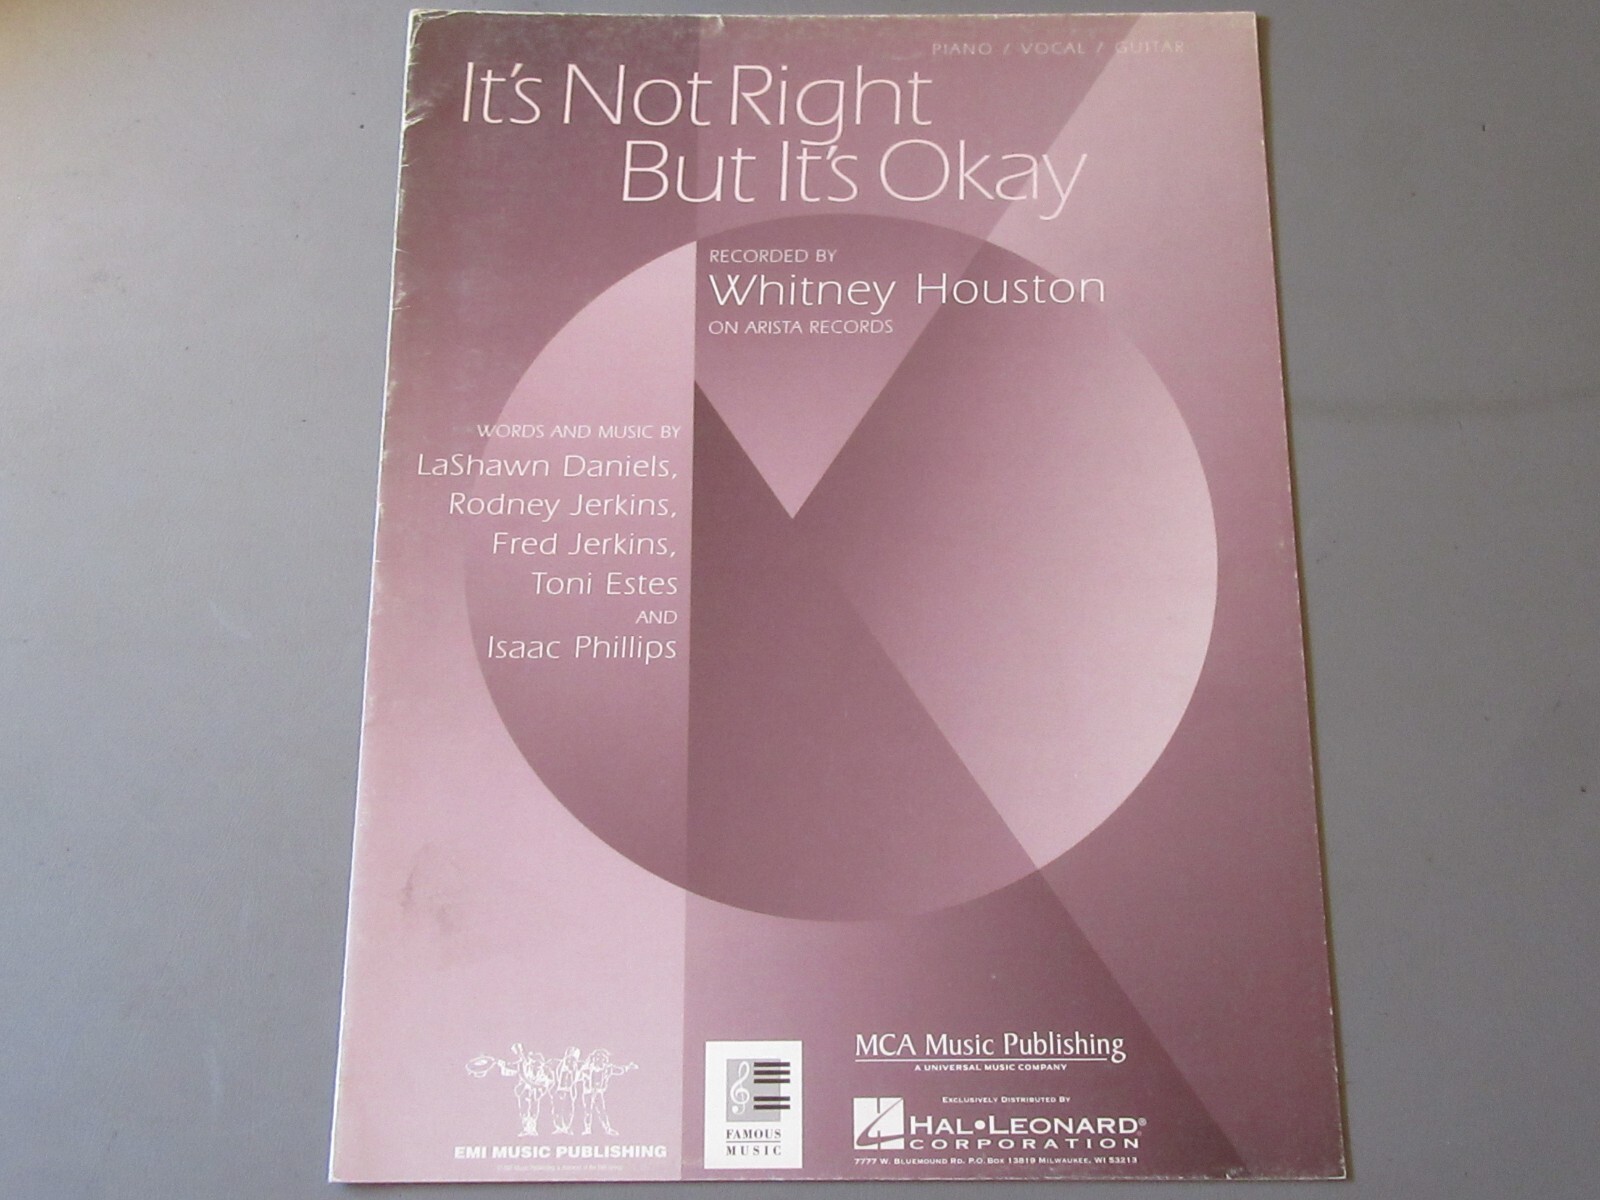 PIANO / VOCAL / GUITAR
It's Not Right
But It's Okay
RECORDED BY
Whitney Houston
ON ARISTA RECORDS
WORDS AND MUSIC BY
LaShawn Daniels,
Rodney Jerkins,
Fred Jerkins,
Toni Estes
AND
Isaac Phillips
EMI MUSIC PUBLISHING
FAMOUS
MUSIC
MCA Music Publishing
A UNIVERSAL MUSIC COMPANY
EXCLUSIVELY DISTRIBUTED BY
HAL•LEONARD®
CORPORATION
7777 W. BLUEMOUND RD. P.O. BOX 13819 MILWAUKEE, WI 53213